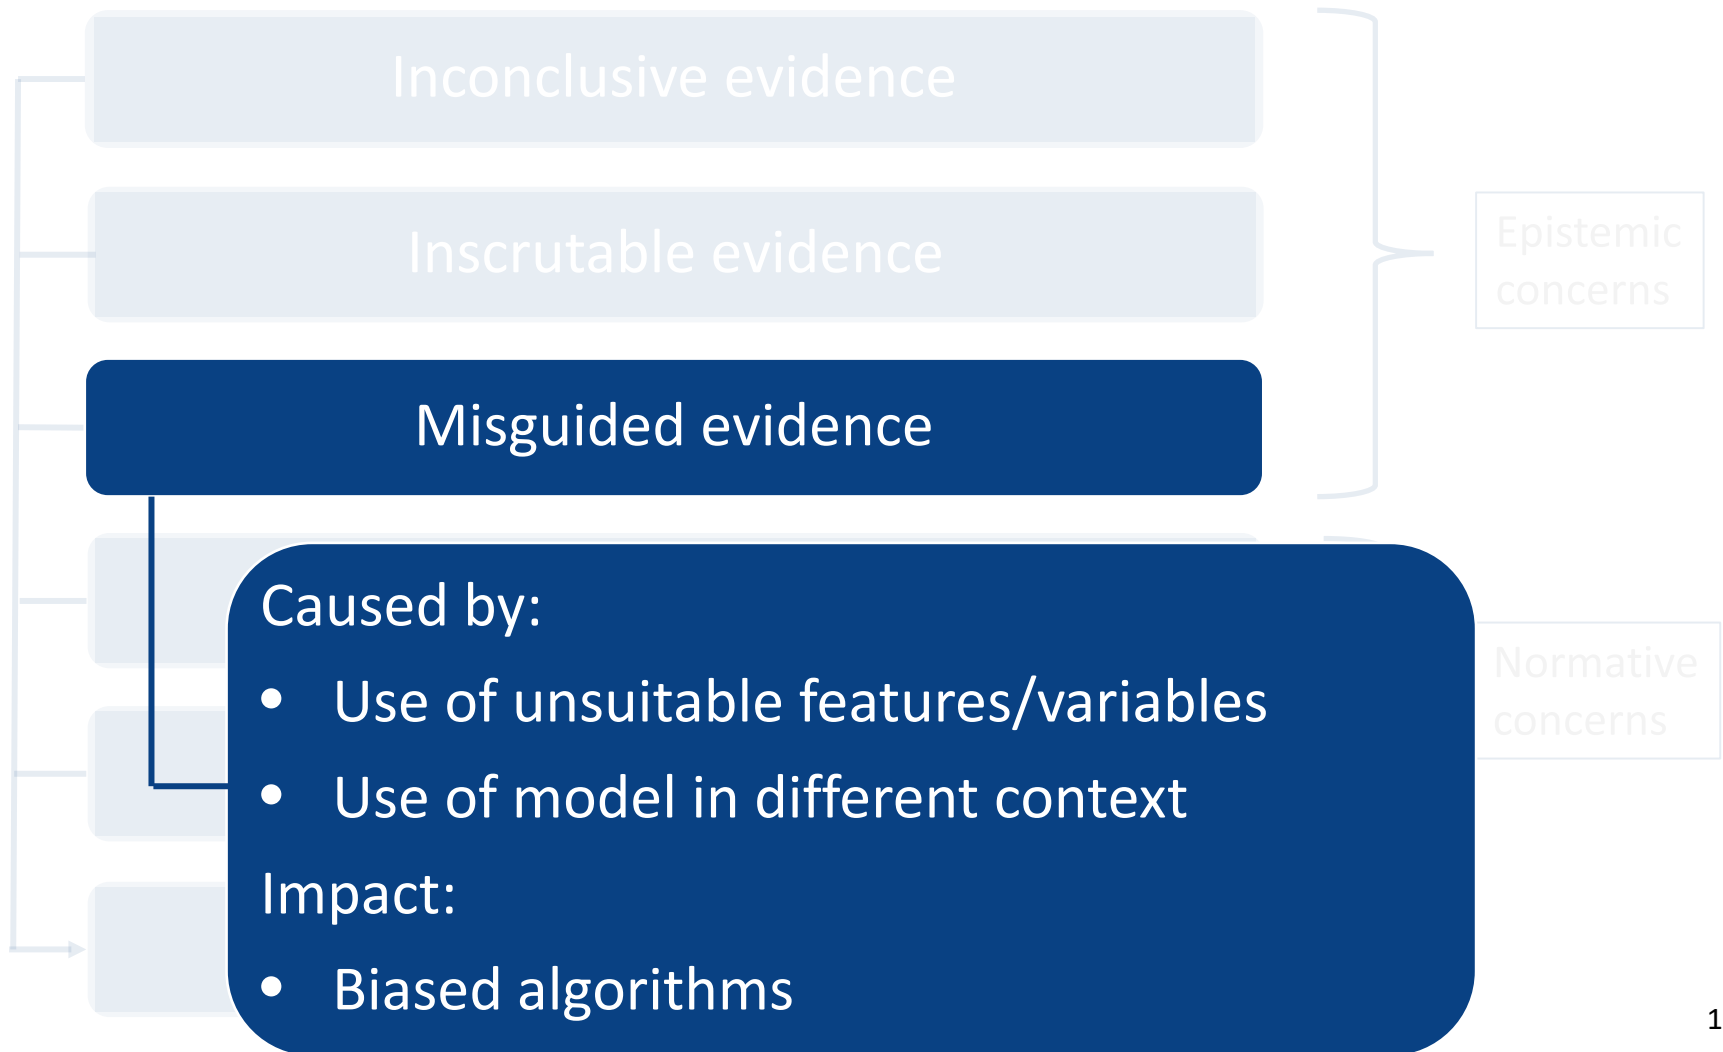 Inconclusive evidence
Inscrutable evidence
Epistemic
concerns
Misguided evidence
Caused by:
• Use of unsuitable features/variables
• Use of model in different context
Impact:
• Biased algorithms
Normative
concerns
1